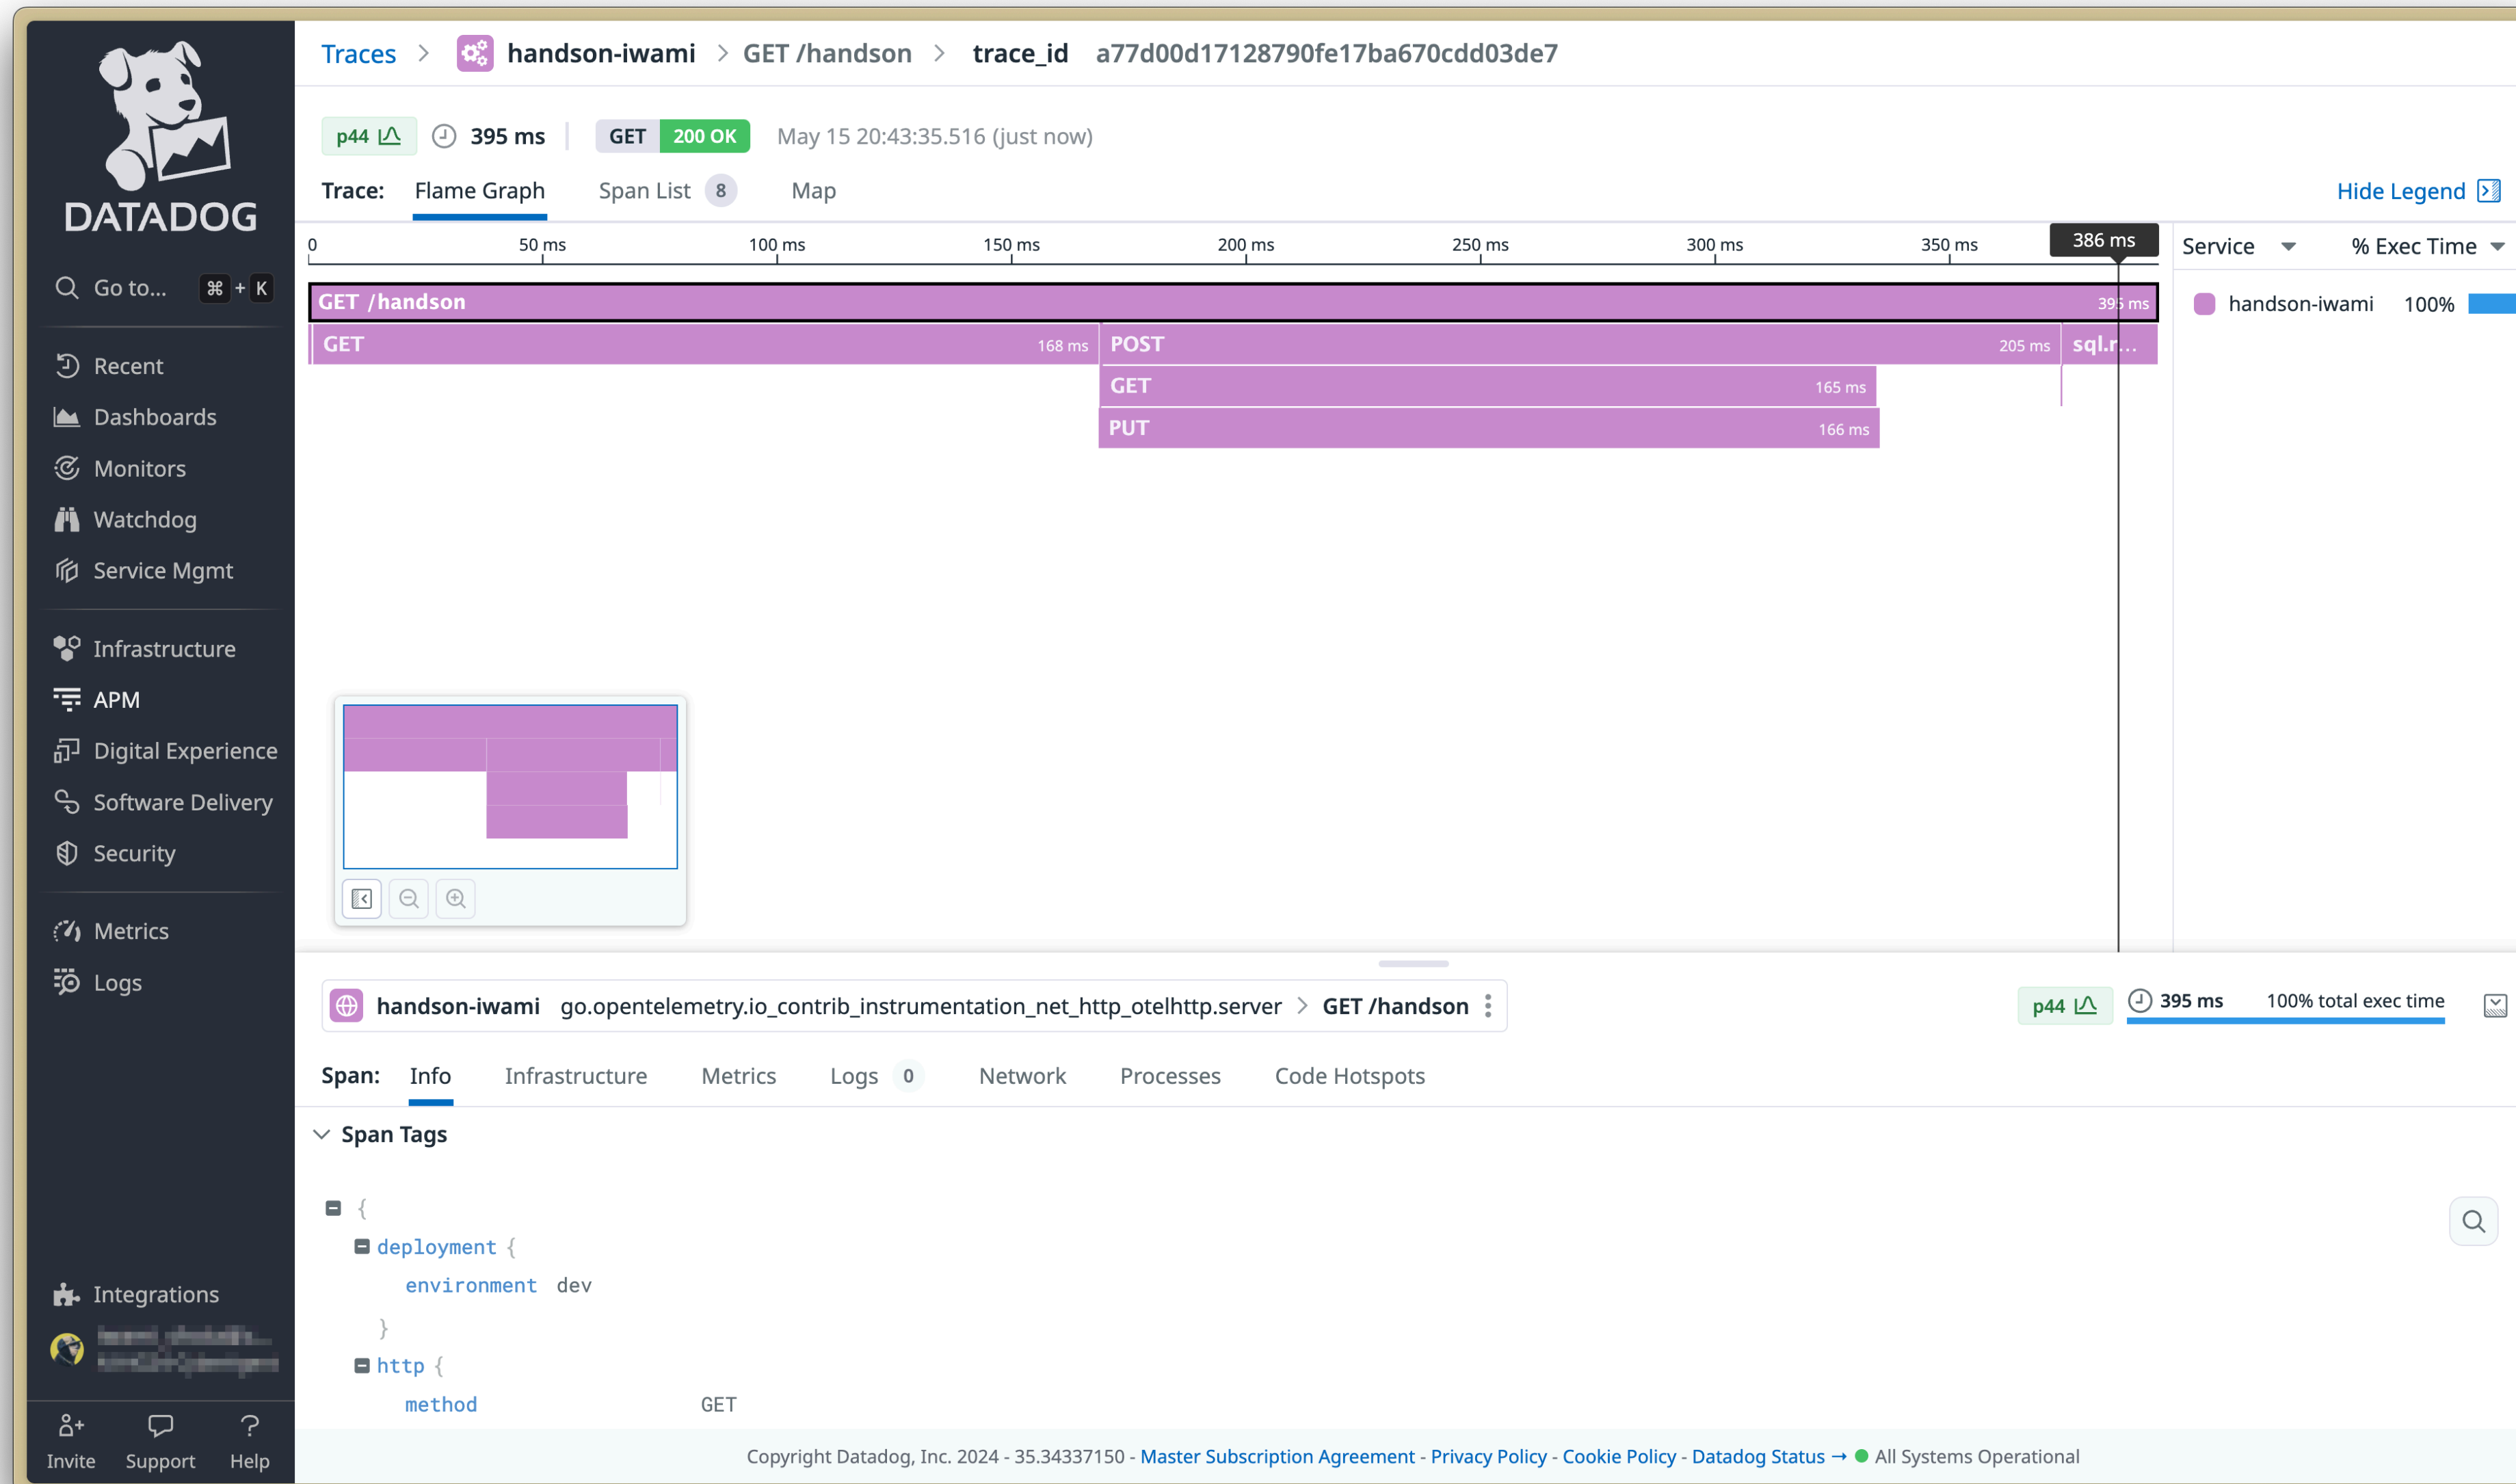 DATADOG
Go to... ⌘ + K
Recent
Dashboards
Monitors
Watchdog
Service Mgmt
Infrastructure
APM
Digital Experience
Software Delivery
Security
Metrics
Logs
Integrations
Invite Support Help
Traces > handson-iwami > GET /handson > trace_id a77d00d17128790fe17ba670cdd03de7
p44 395 ms GET 200 OK May 15 20:43:35.516 (just now)
Trace: Flame Graph Span List 8 Map Hide Legend
0 50 ms 100 ms 150 ms 200 ms 250 ms 300 ms 350 ms 386 ms
Service % Exec Time
GET /handson 395 ms
handson-iwami 100%
GET 168 ms POST 205 ms sql.r...
GET 165 ms
PUT 166 ms
handson-iwami go.opentelemetry.io_contrib_instrumentation_net_http_otelhttp.server > GET /handson
p44 395 ms 100% total exec time
Span: Info Infrastructure Metrics Logs 0 Network Processes Code Hotspots
Span Tags
{
deployment {
environment dev
}
http {
method GET
Copyright Datadog, Inc. 2024 - 35.34337150 - Master Subscription Agreement - Privacy Policy - Cookie Policy - Datadog Status → All Systems Operational